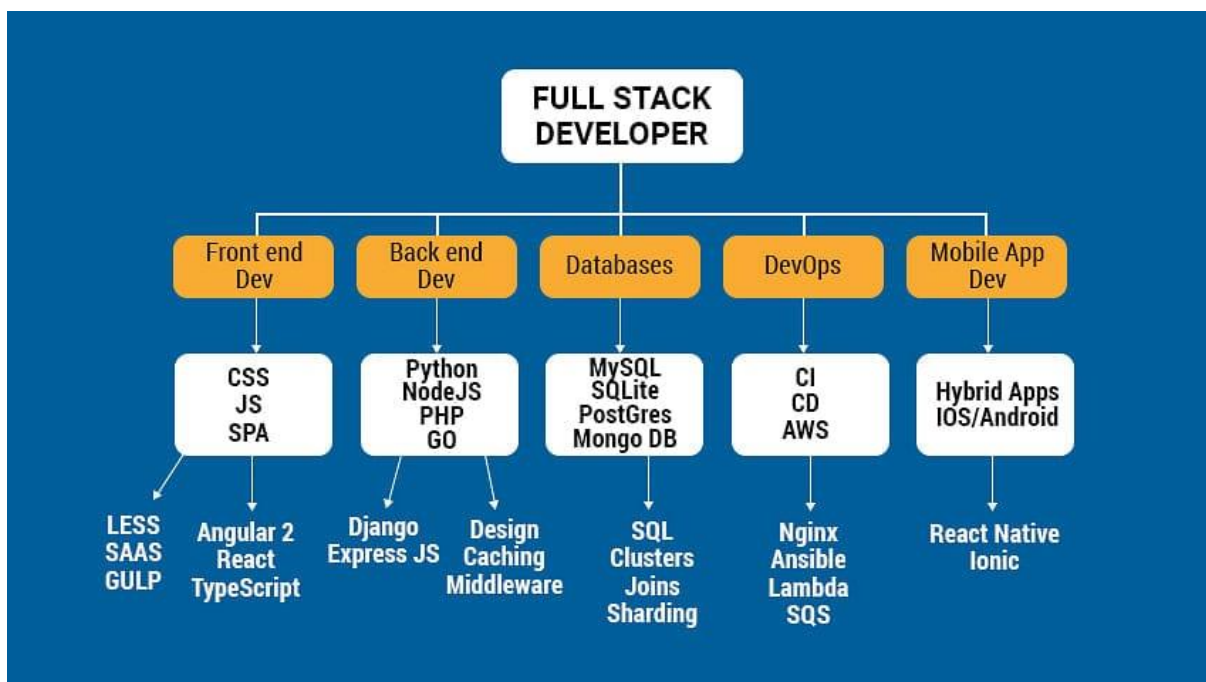 FULL STACK
DEVELOPER
Front end
Dev
Back end
Dev
Databases
DevOps
Mobile App
Dev
CSS
JS
SPA
Python
NodeJS
PHP
GO
MySQL
SQLite
PostGres
Mongo DB
CI
CD
AWS
Hybrid Apps
IOS/Android
LESS
SAAS
GULP
Angular 2
React
TypeScript
Django
Express JS
Design
Caching
Middleware
SQL
Clusters
Joins
Sharding
Nginx
Ansible
Lambda
SQS
React Native
Ionic